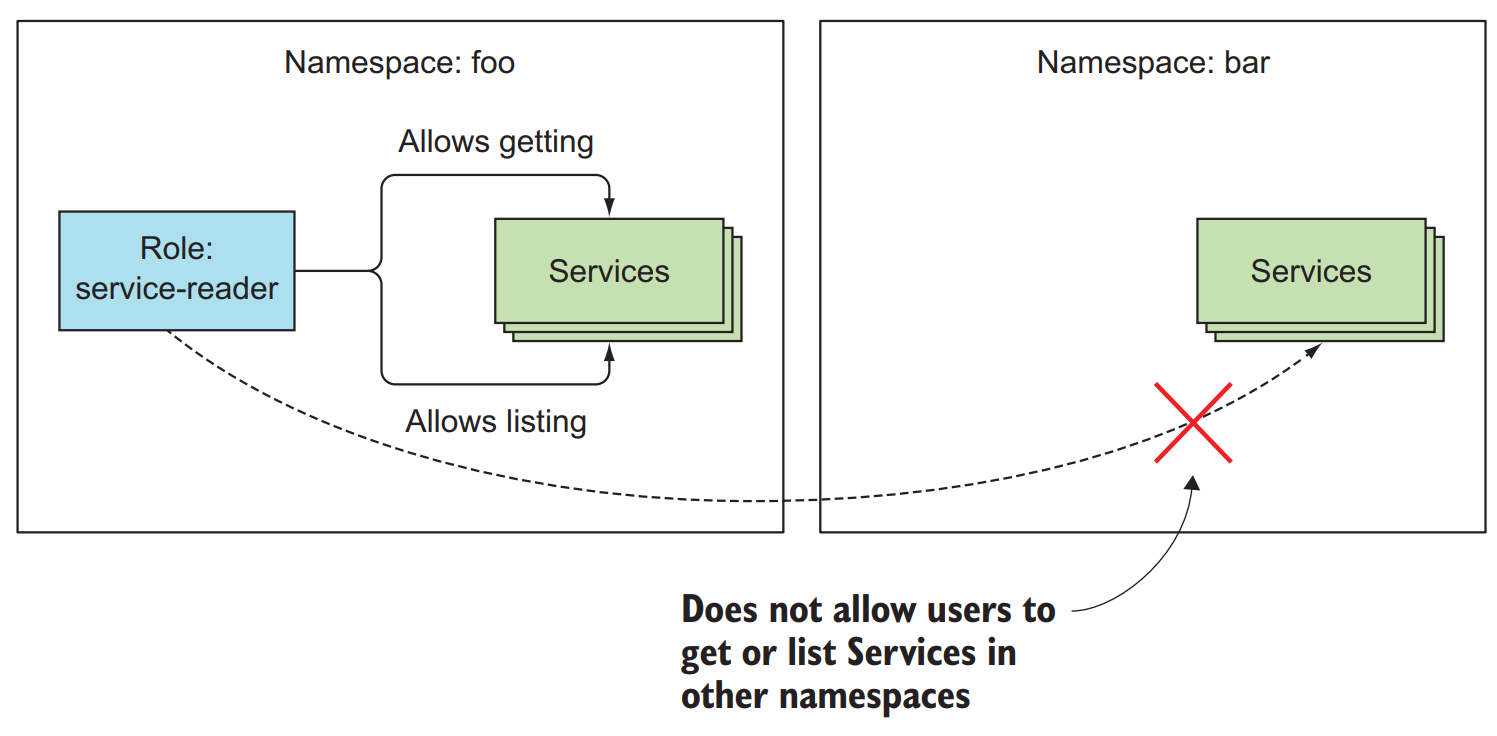 Namespace: foo
Namespace: bar
Allows getting
Role:
service-reader
Services
Services
Allows listing
Does not allow users to
get or list Services in
other namespaces